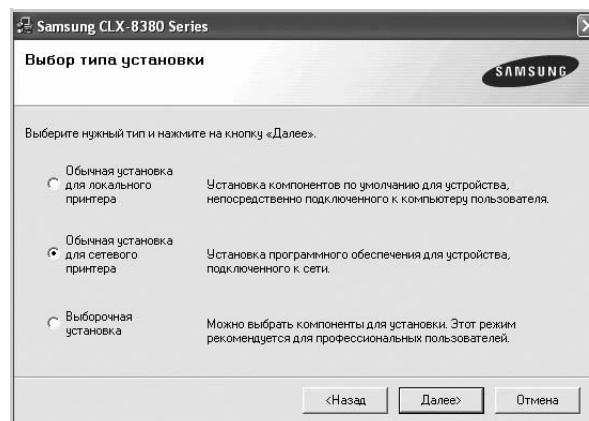 Samsung CLX-8380 Series
Выбор типа установки
SAMSUNG
Выберите нужный тип и нажмите на кнопку «Далее».
Обычная установка
для локального
принтера
Установка компонентов по умолчанию для устройства,
непосредственно подключенного к компьютеру пользователя.
Обычная установка
для сетевого
принтера
Установка программного обеспечения для устройства,
подключенного к сети.
Выборочная
установка
Можно выбрать компоненты для установки. Этот режим
рекомендуется для профессиональных пользователей.
<Назад
Далее>
Отмена